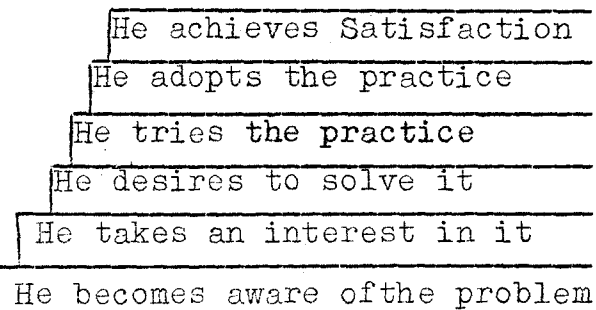 He achieves Satisfaction
He adopts the practice
He tries the practice
He desires to solve it
He takes an interest in it
He becomes aware ofthe problem